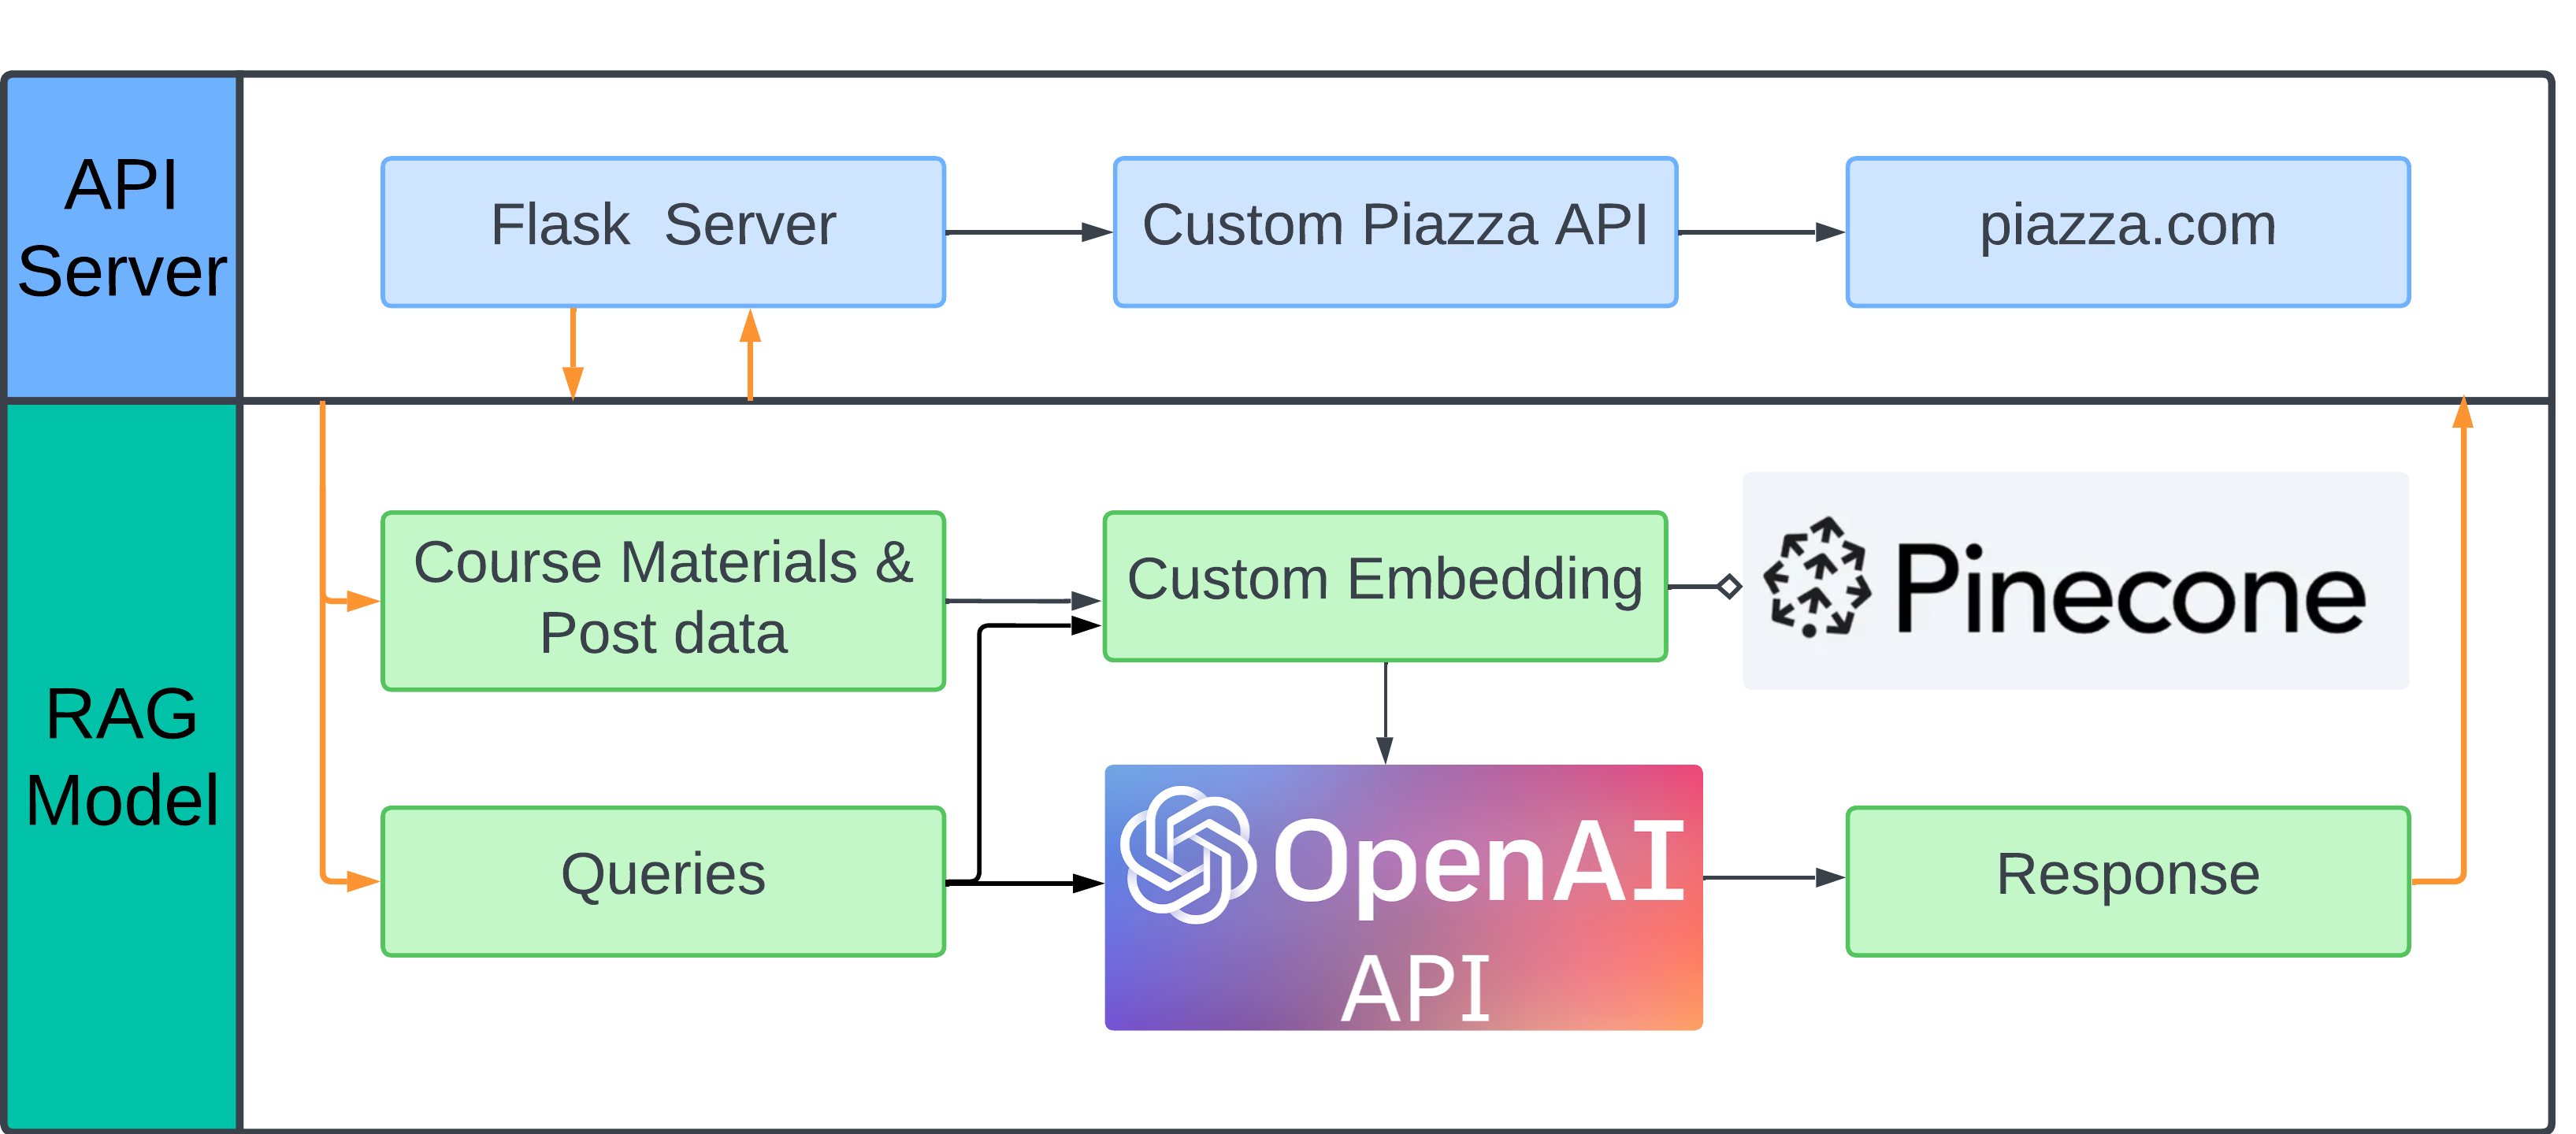 API
Server
Flask  Server
Custom Piazza API
piazza.com
RAG
Model
Course Materials &
Post data
Custom Embedding
Pinecone
Queries
OpenAI
API
Response